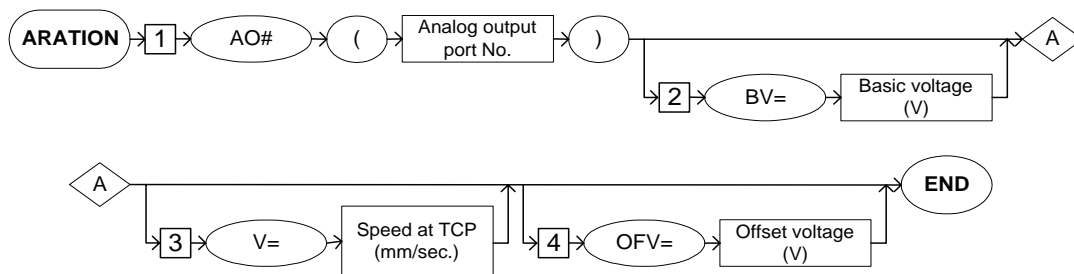 ARATION 1 AO# ( Analog output port No. ) A
2 BV= Basic voltage (V)
A END
3 V= Speed at TCP (mm/sec.) 4 OFV= Offset voltage (V)